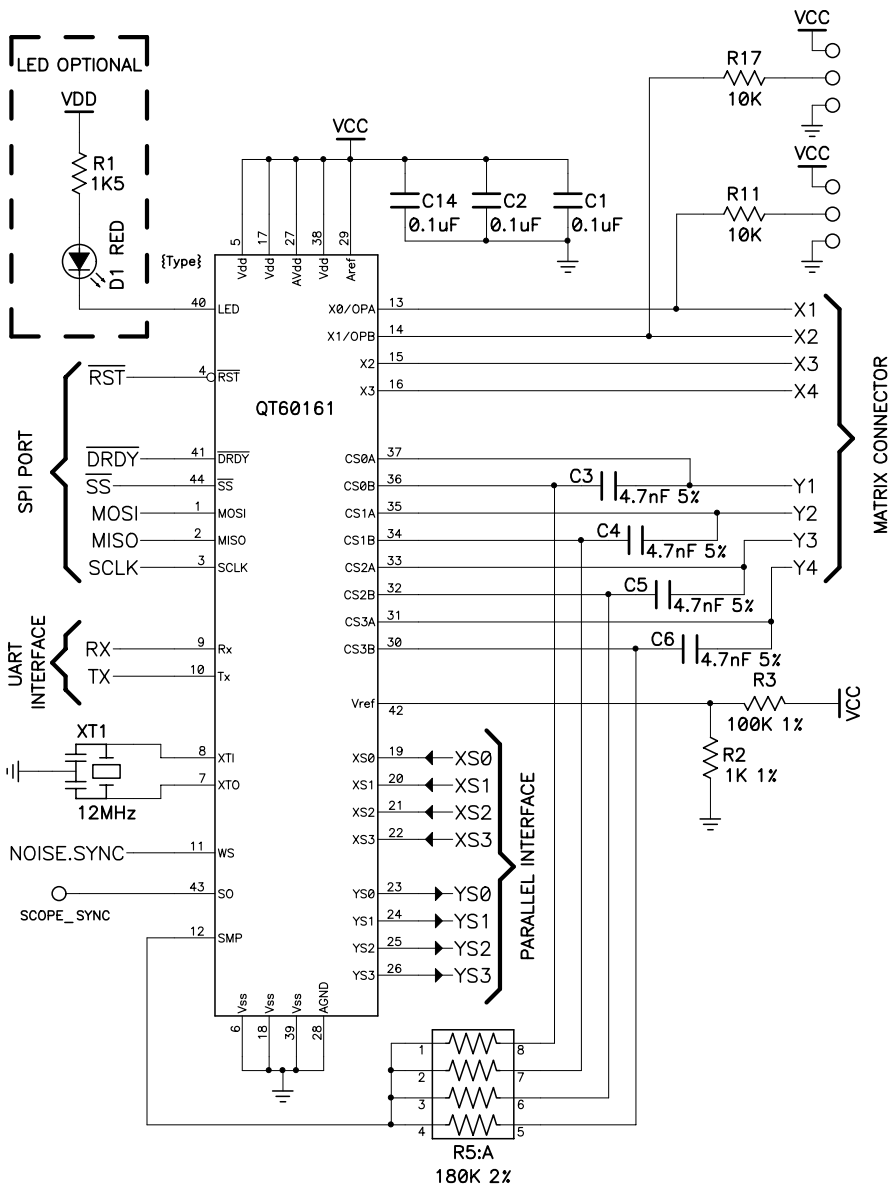 LED OPTIONAL
VDD
R1
1K5
D1 RED
VCC
C14
0.1uF
C2
0.1uF
C1
0.1uF
VCC
R17
10K
VCC
R11
10K
{Type}
5
17
27
38
29
Vdd
Vdd
AVdd
Vdd
Aref
40 LED
X0/OPA 13 X1
X1/OPB 14 X2
X2 15 X3
X3 16 X4
4 RST
RST
QT60161
SPI PORT
DRDY 41 DRDY
SS 44 SS
MOSI 1 MOSI
MISO 2 MISO
SCLK 3 SCLK
CS0A 37
CS0B 36 C3 4.7nF 5% Y1
CS1A 35 Y2
CS1B 34 C4 4.7nF 5% Y3
CS2A 33 Y4
CS2B 32 C5 4.7nF 5%
CS3A 31
CS3B 30 C6 4.7nF 5%
MATRIX CONNECTOR
UART
INTERFACE
RX 9 Rx
TX 10 Tx
Vref 42
R3
100K 1%
VCC
R2
1K 1%
XT1
12MHz
8 XTI
7 XTO
XS0 19 XS0
XS1 20 XS1
XS2 21 XS2
XS3 22 XS3
PARALLEL INTERFACE
NOISE.SYNC 11 WS
43 SO
SCOPE_SYNC
12 SMP
YS0 23 YS0
YS1 24 YS1
YS2 25 YS2
YS3 26 YS3
Vss
Vss
Vss
AGND
6
18
39
28
1 8
2 7
3 6
4 5
R5:A
180K 2%